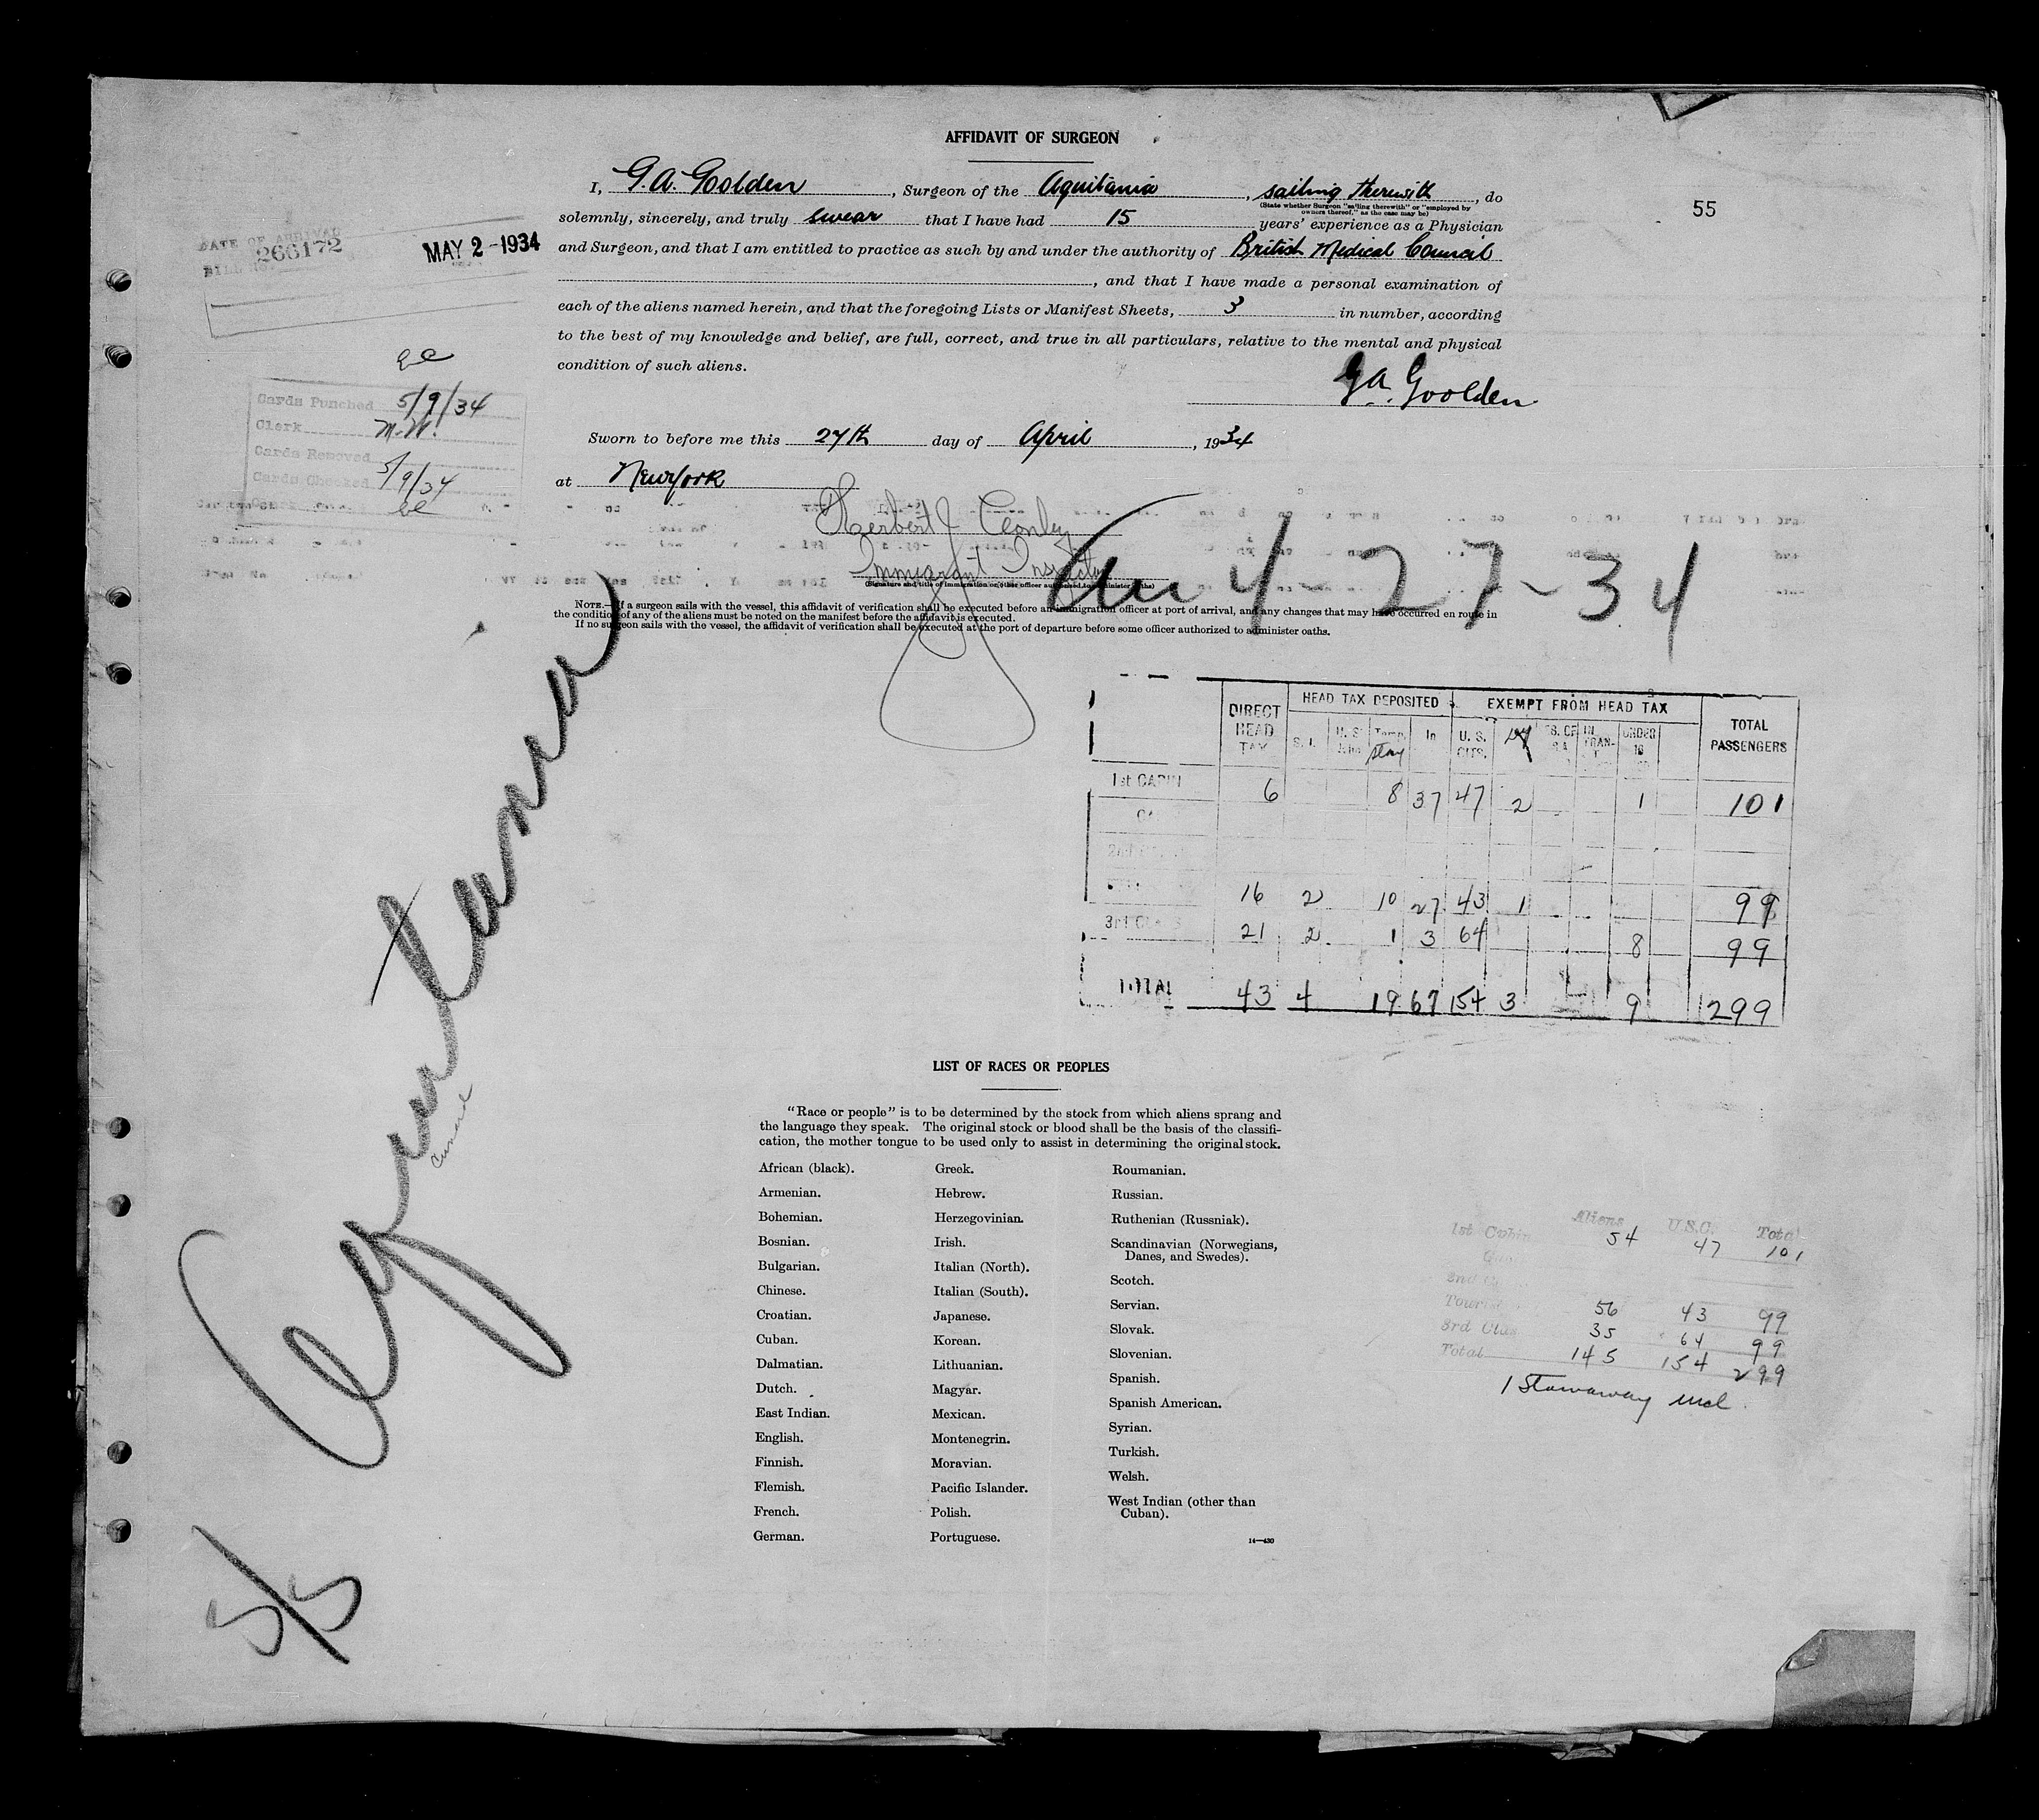 AFFIDAVIT OF SURGEON
I, G. A. Goolden, Surgeon of the Aquitania, sailing therewith, do
(State whether Surgeon "sailing therewith" or "employed by
owners thereof," as the case may be)
55
solemnly, sincerely, and truly swear that I have had 15 years' experience as a Physician
and Surgeon, and that I am entitled to practice as such by and under the authority of British Medical Council
, and that I have made a personal examination of
each of the aliens named herein, and that the foregoing Lists or Manifest Sheets, 3 in number, according
to the best of my knowledge and belief, are full, correct, and true in all particulars, relative to the mental and physical
condition of such aliens.
G A Goolden
DATE OF ARRIVAL
266172
MAY 2 - 1934
Cards Punched 5/9/34
Clerk M.W.
Cards Removed
Cards Checked 5/9/34
Sworn to before me this 27th day of April, 1934
at New York
Herbert J
Immigrant Inspector
(Signature and title of immigration or other officer authorized to administer oaths)
Arr 4-27-34
NOTE.—If a surgeon sails with the vessel, this affidavit of verification shall be executed before an immigration officer at port of arrival, and any changes that may have occurred en route in
the condition of any of the aliens must be noted on the manifest before the affidavit is executed.
If no surgeon sails with the vessel, the affidavit of verification shall be executed at the port of departure before some officer authorized to administer oaths.
Aquitania
Cunard
5/5
DIRECT HEAD TAX HEAD TAX DEPOSITED EXEMPT FROM HEAD TAX TOTAL PASSENGERS
S. I. Temp Stay In U. S. CITS. IN TRAN- UNDER 16
1st CABIN 6 8 37 47 2 1 101
16 2 10 27 43 1 99
3rd Class 21 2 1 3 64 8 99
TOTAL 43 4 19 67 154 3 9 299
LIST OF RACES OR PEOPLES
"Race or people" is to be determined by the stock from which aliens sprang and
the language they speak. The original stock or blood shall be the basis of the classifi-
cation, the mother tongue to be used only to assist in determining the original stock.
African (black).
Armenian.
Bohemian.
Bosnian.
Bulgarian.
Chinese.
Croatian.
Cuban.
Dalmatian.
Dutch.
East Indian.
English.
Finnish.
Flemish.
French.
German.
Greek.
Hebrew.
Herzegovinian.
Irish.
Italian (North).
Italian (South).
Japanese.
Korean.
Lithuanian.
Magyar.
Mexican.
Montenegrin.
Moravian.
Pacific Islander.
Polish.
Portuguese.
Roumanian.
Russian.
Ruthenian (Russniak).
Scandinavian (Norwegians,
Danes, and Swedes).
Scotch.
Servian.
Slovak.
Slovenian.
Spanish.
Spanish American.
Syrian.
Turkish.
Welsh.
West Indian (other than
Cuban).
14—430
Aliens U.S.C. Total
1st Cabin 54 47 101
2nd
Tourist 56 43 99
3rd Class 35 64 99
Total 145 154 299
1 Stowaway incl.